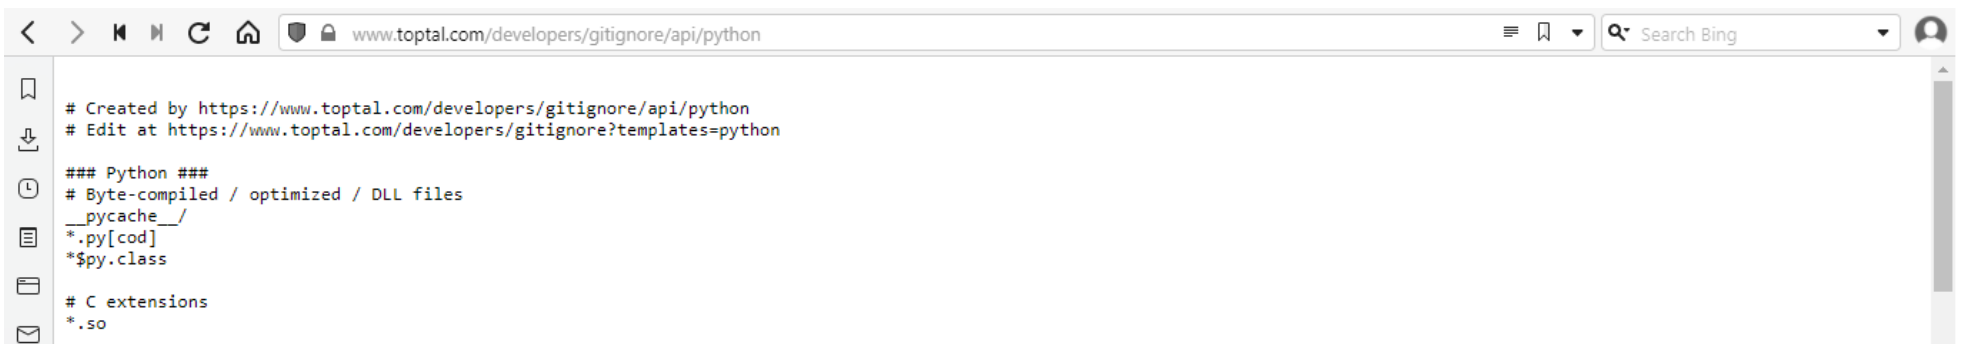 www.toptal.com/developers/gitignore/api/python
Search Bing
# Created by https://www.toptal.com/developers/gitignore/api/python
# Edit at https://www.toptal.com/developers/gitignore?templates=python
### Python ###
# Byte-compiled / optimized / DLL files
__pycache__/
*.py[cod]
*$py.class
# C extensions
*.so